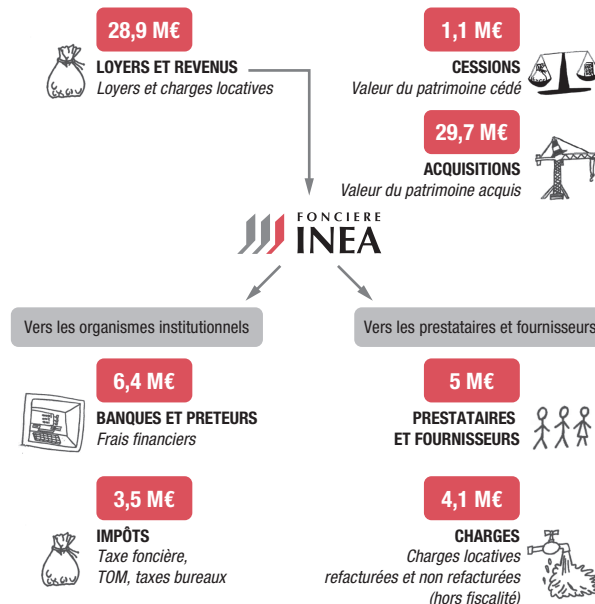 28,9 M€
LOYERS ET REVENUS
Loyers et charges locatives
1,1 M€
CESSIONS
Valeur du patrimoine cédé
29,7 M€
ACQUISITIONS
Valeur du patrimoine acquis
FONCIERE
INEA
Vers les organismes institutionnels
Vers les prestataires et fournisseurs
6,4 M€
BANQUES ET PRETEURS
Frais financiers
5 M€
PRESTATAIRES
ET FOURNISSEURS
3,5 M€
IMPÔTS
Taxe foncière,
TOM, taxes bureaux
4,1 M€
CHARGES
Charges locatives
refacturées et non refacturées
(hors fiscalité)